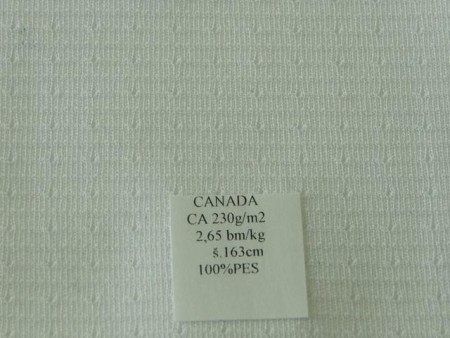 CANADA
CA 230g/m2
2,65 bm/kg
š.163cm
100%PES